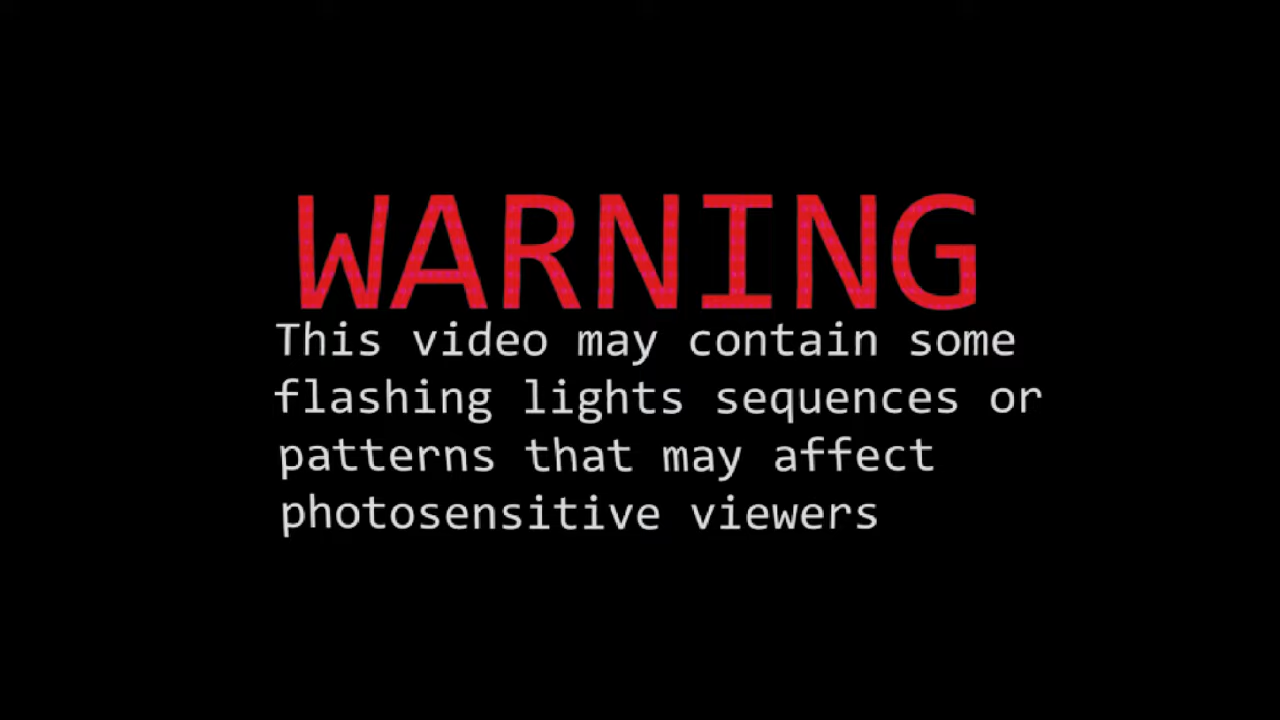 WARNING
This video may contain some
flashing lights sequences or
patterns that may affect
photosensitive viewers